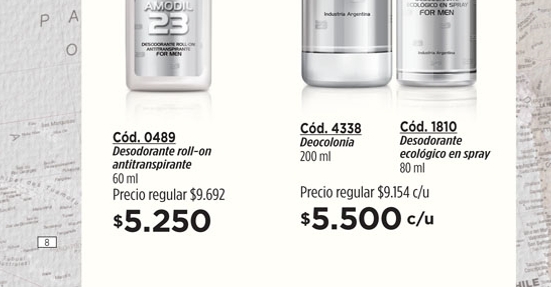 P A
O
AMODIL
23
DESODORANTE ROLL-ON
ANTITRANSPIRANTE
FOR MEN
Industria Argentina
ECOLÓGICO EN SPRAY
FOR MEN
Industria Argentina
Cód. 0489
Desodorante roll-on
antitranspirante
60 ml
Precio regular $9.692
$5.250
Cód. 4338
Deocolonia
200 ml
Cód. 1810
Desodorante
ecológico en spray
80 ml
Precio regular $9.154 c/u
$5.500 c/u
8
HILE